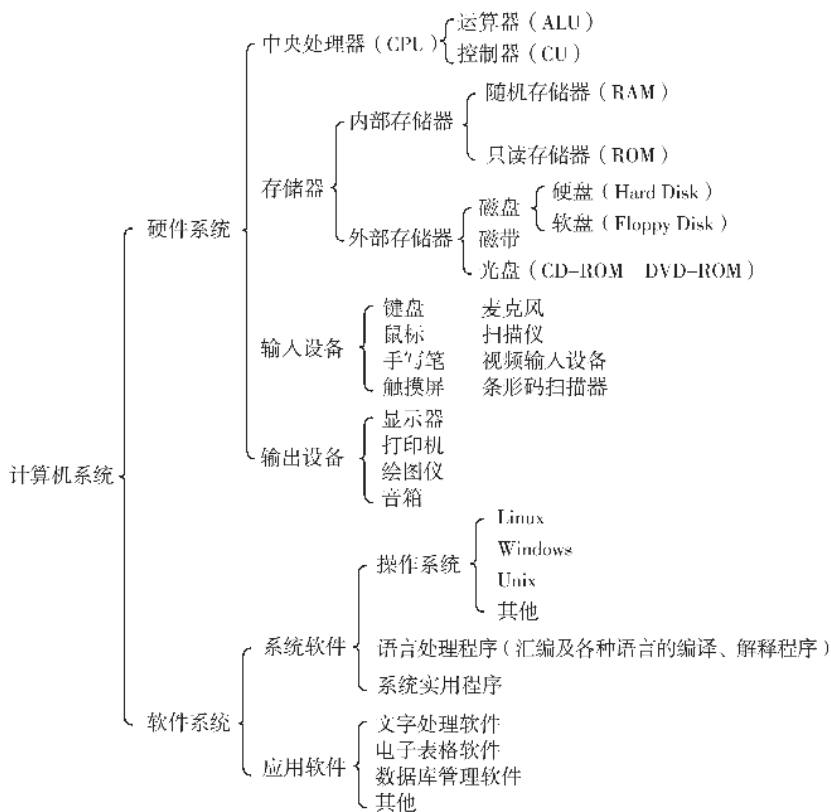 运算器（ALU）
中央处理器（CPU）
控制器（CU）
随机存储器（RAM）
内部存储器
只读存储器（ROM）
存储器
硬盘（Hard Disk）
磁盘
软盘（Floppy Disk）
硬件系统
外部存储器
磁带
光盘（CD-ROM DVD-ROM）
键盘 麦克风
鼠标 扫描仪
输入设备
手写笔 视频输入设备
触摸屏 条形码扫描器
显示器
打印机
输出设备
绘图仪
计算机系统
音箱
Linux
Windows
操作系统
Unix
其他
系统软件
语言处理程序（汇编及各种语言的编译、解释程序）
系统实用程序
软件系统
文字处理软件
电子表格软件
应用软件
数据库管理软件
其他